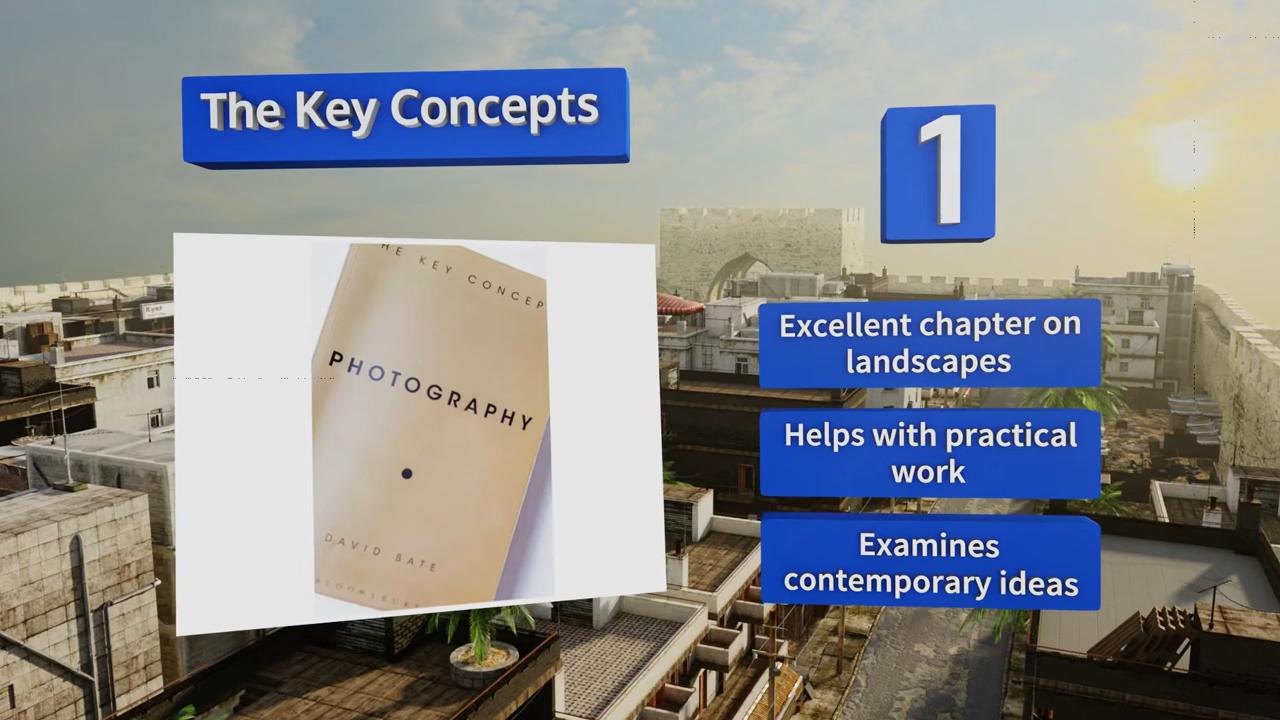 The Key Concepts
1
HE KEY CONCEP
PHOTOGRAPHY
DAVID BATE
Excellent chapter on
landscapes
Helps with practical
work
Examines
contemporary ideas